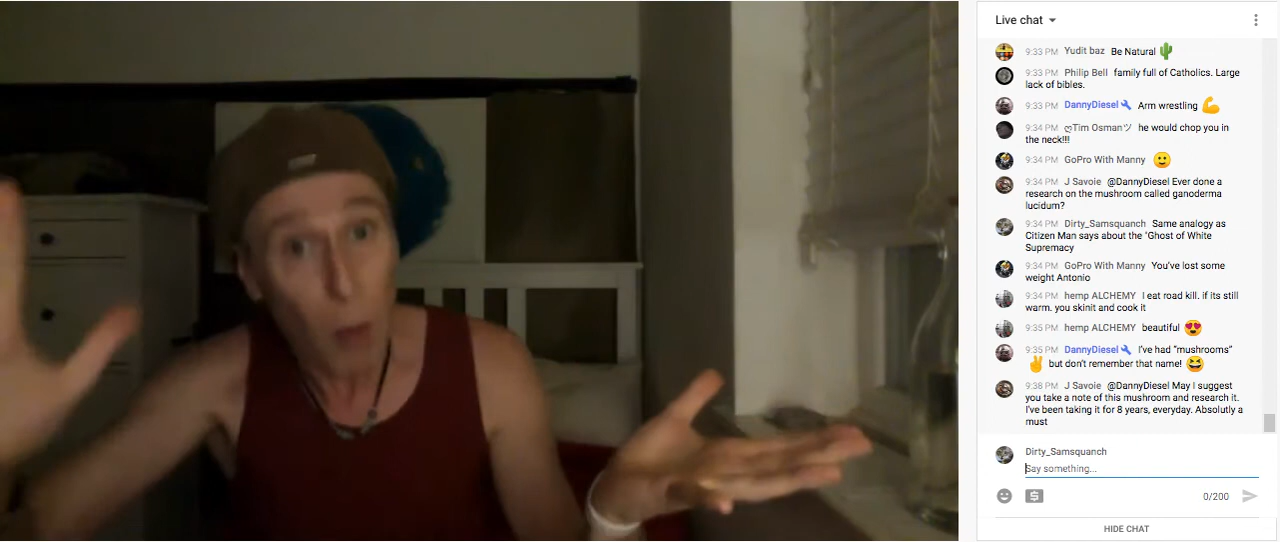 Live chat
9:33 PM Yudit baz Be Natural 🌵
9:33 PM Philip Bell family full of Catholics. Large
lack of bibles.
9:33 PM DannyDiesel Arm wrestling 💪
9:34 PM ღTim Osmanツ he would chop you in
the neck!!!
9:34 PM GoPro With Manny 🙂
9:34 PM J Savoie @DannyDiesel Ever done a
research on the mushroom called ganoderma
lucidum?
9:34 PM Dirty_Samsquanch Same analogy as
Citizen Man says about the "Ghost of White
Supremacy
9:34 PM GoPro With Manny You've lost some
weight Antonio
9:34 PM hemp ALCHEMY I eat road kill. if its still
warm. you skinit and cook it
9:35 PM hemp ALCHEMY beautiful 😍
9:35 PM DannyDiesel I've had "mushrooms"
✌ but don't remember that name! 😆
9:38 PM J Savoie @DannyDiesel May I suggest
you take a note of this mushroom and research it.
I've been taking it for 8 years, everyday. Absolutly a
must
Dirty_Samsquanch
Say something...
0/200
HIDE CHAT